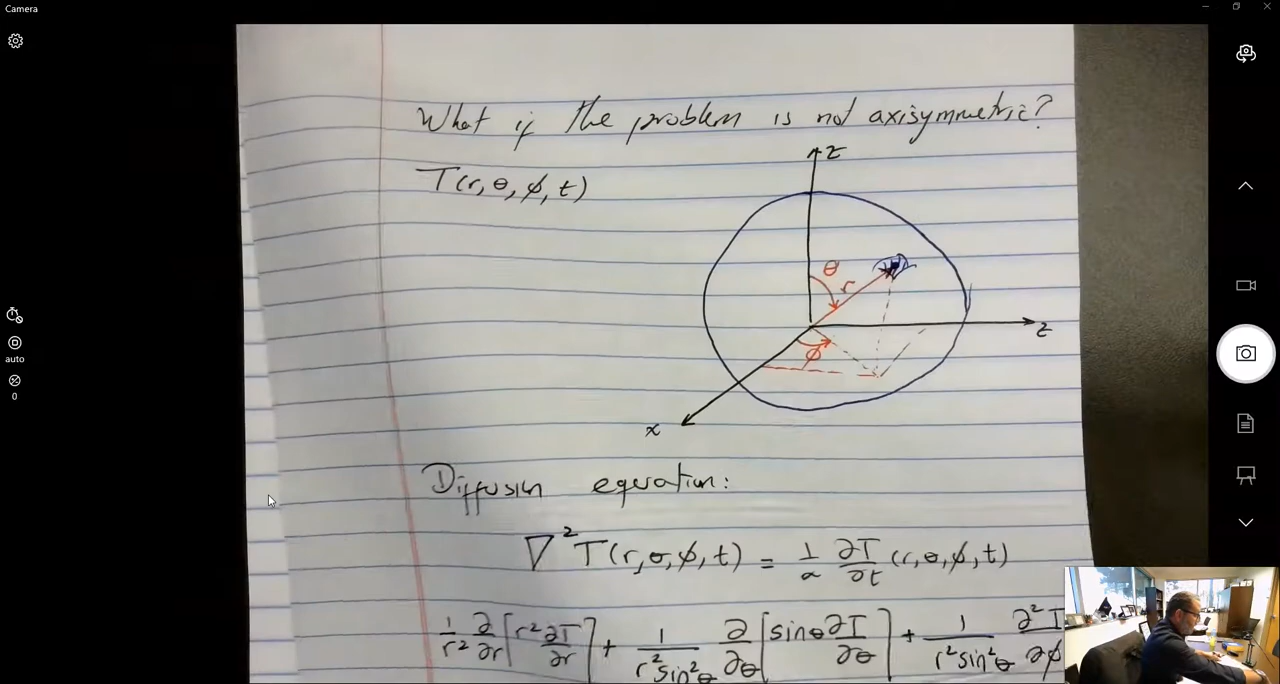 Camera
What if the problem is not axisymmetric?
T(r, θ, ϕ, t)
z
θ
r
z
ϕ
x
auto
0
Diffusion equation:
∇²T(r, θ, ϕ, t) = 1/α ∂T/∂t (r, θ, ϕ, t)
1/r² ∂/∂r [r² ∂T/∂r] + 1/r² sin²θ ∂/∂θ [sinθ ∂T/∂θ] + 1/r² sin²θ ∂²T/∂ϕ